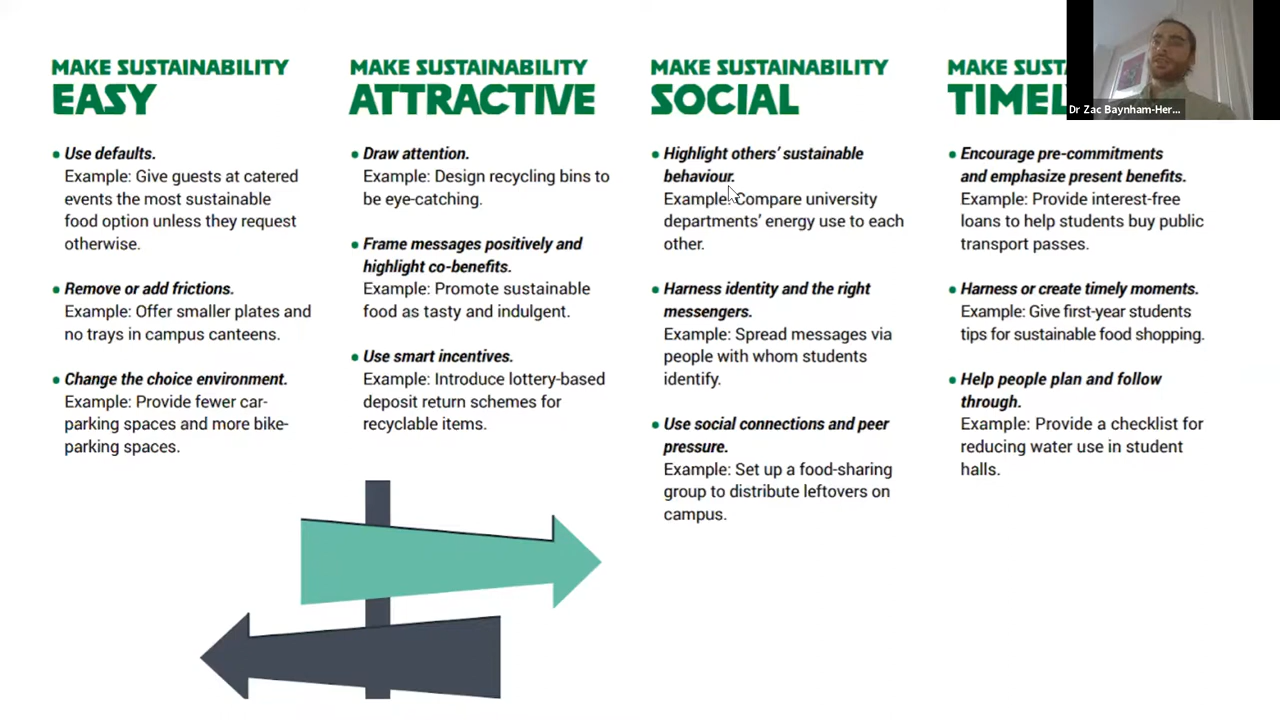 MAKE SUSTAINABILITY
EASY
• Use defaults.
Example: Give guests at catered
events the most sustainable
food option unless they request
otherwise.
• Remove or add frictions.
Example: Offer smaller plates and
no trays in campus canteens.
• Change the choice environment.
Example: Provide fewer car-
parking spaces and more bike-
parking spaces.
MAKE SUSTAINABILITY
ATTRACTIVE
• Draw attention.
Example: Design recycling bins to
be eye-catching.
• Frame messages positively and
highlight co-benefits.
Example: Promote sustainable
food as tasty and indulgent.
• Use smart incentives.
Example: Introduce lottery-based
deposit return schemes for
recyclable items.
MAKE SUSTAINABILITY
SOCIAL
• Highlight others’ sustainable
behaviour.
Example: Compare university
departments’ energy use to each
other.
• Harness identity and the right
messengers.
Example: Spread messages via
people with whom students
identify.
• Use social connections and peer
pressure.
Example: Set up a food-sharing
group to distribute leftovers on
campus.
MAKE
• Encourage pre-commitments
and emphasize present benefits.
Example: Provide interest-free
loans to help students buy public
transport passes.
• Harness or create timely moments.
Example: Give first-year students
tips for sustainable food shopping.
• Help people plan and follow
through.
Example: Provide a checklist for
reducing water use in student
halls.
Dr Zac Baynham-Her...